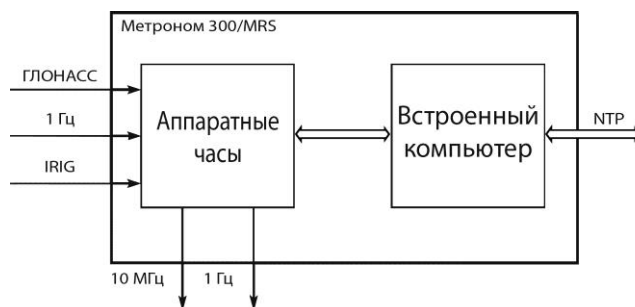 Метроном 300/MRS
ГЛОНАСС
1 Гц
IRIG
Аппаратные
часы
Встроенный
компьютер
NTP
10 МГц
1 Гц